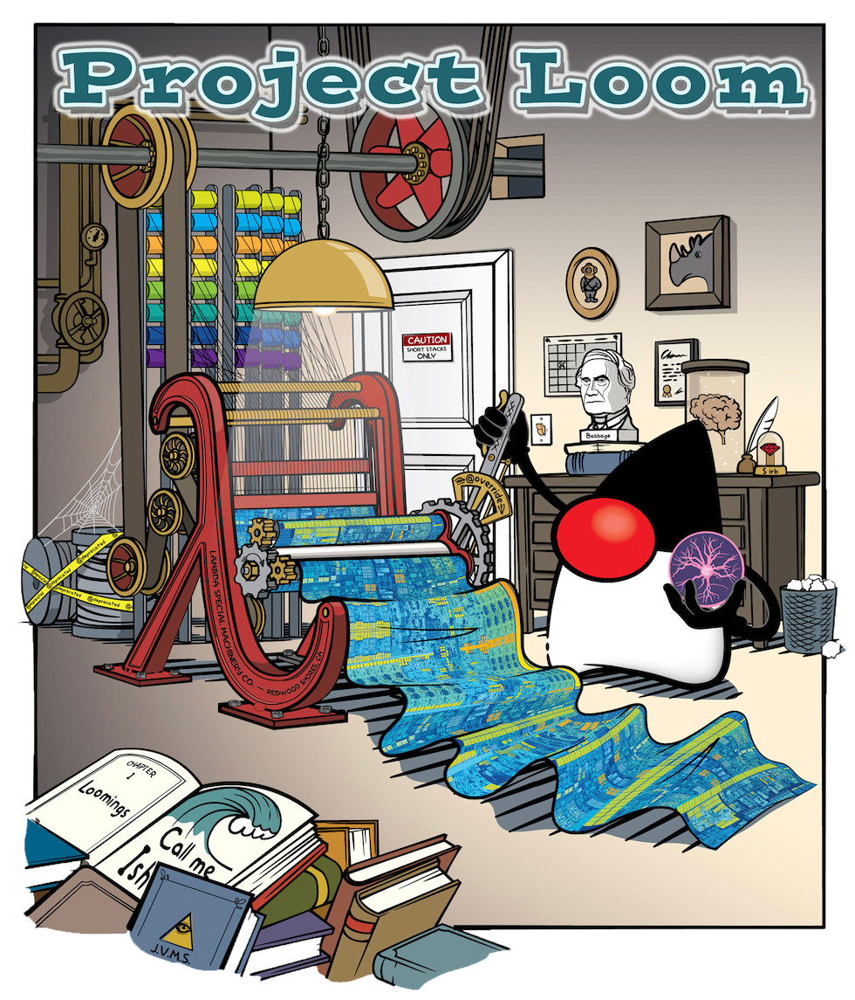 Project Loom
CAUTION
SHORT STACKS
ONLY
Babbage
$ irb
@override
@deprecated
@deprecated
@deprecated
@deprecated
LAMBDA SPECIAL MACHINERY CO. — REDWOOD SHORES, CA
CHAPTER
1
Loomings
Call me
Ish
J.V.M.S.